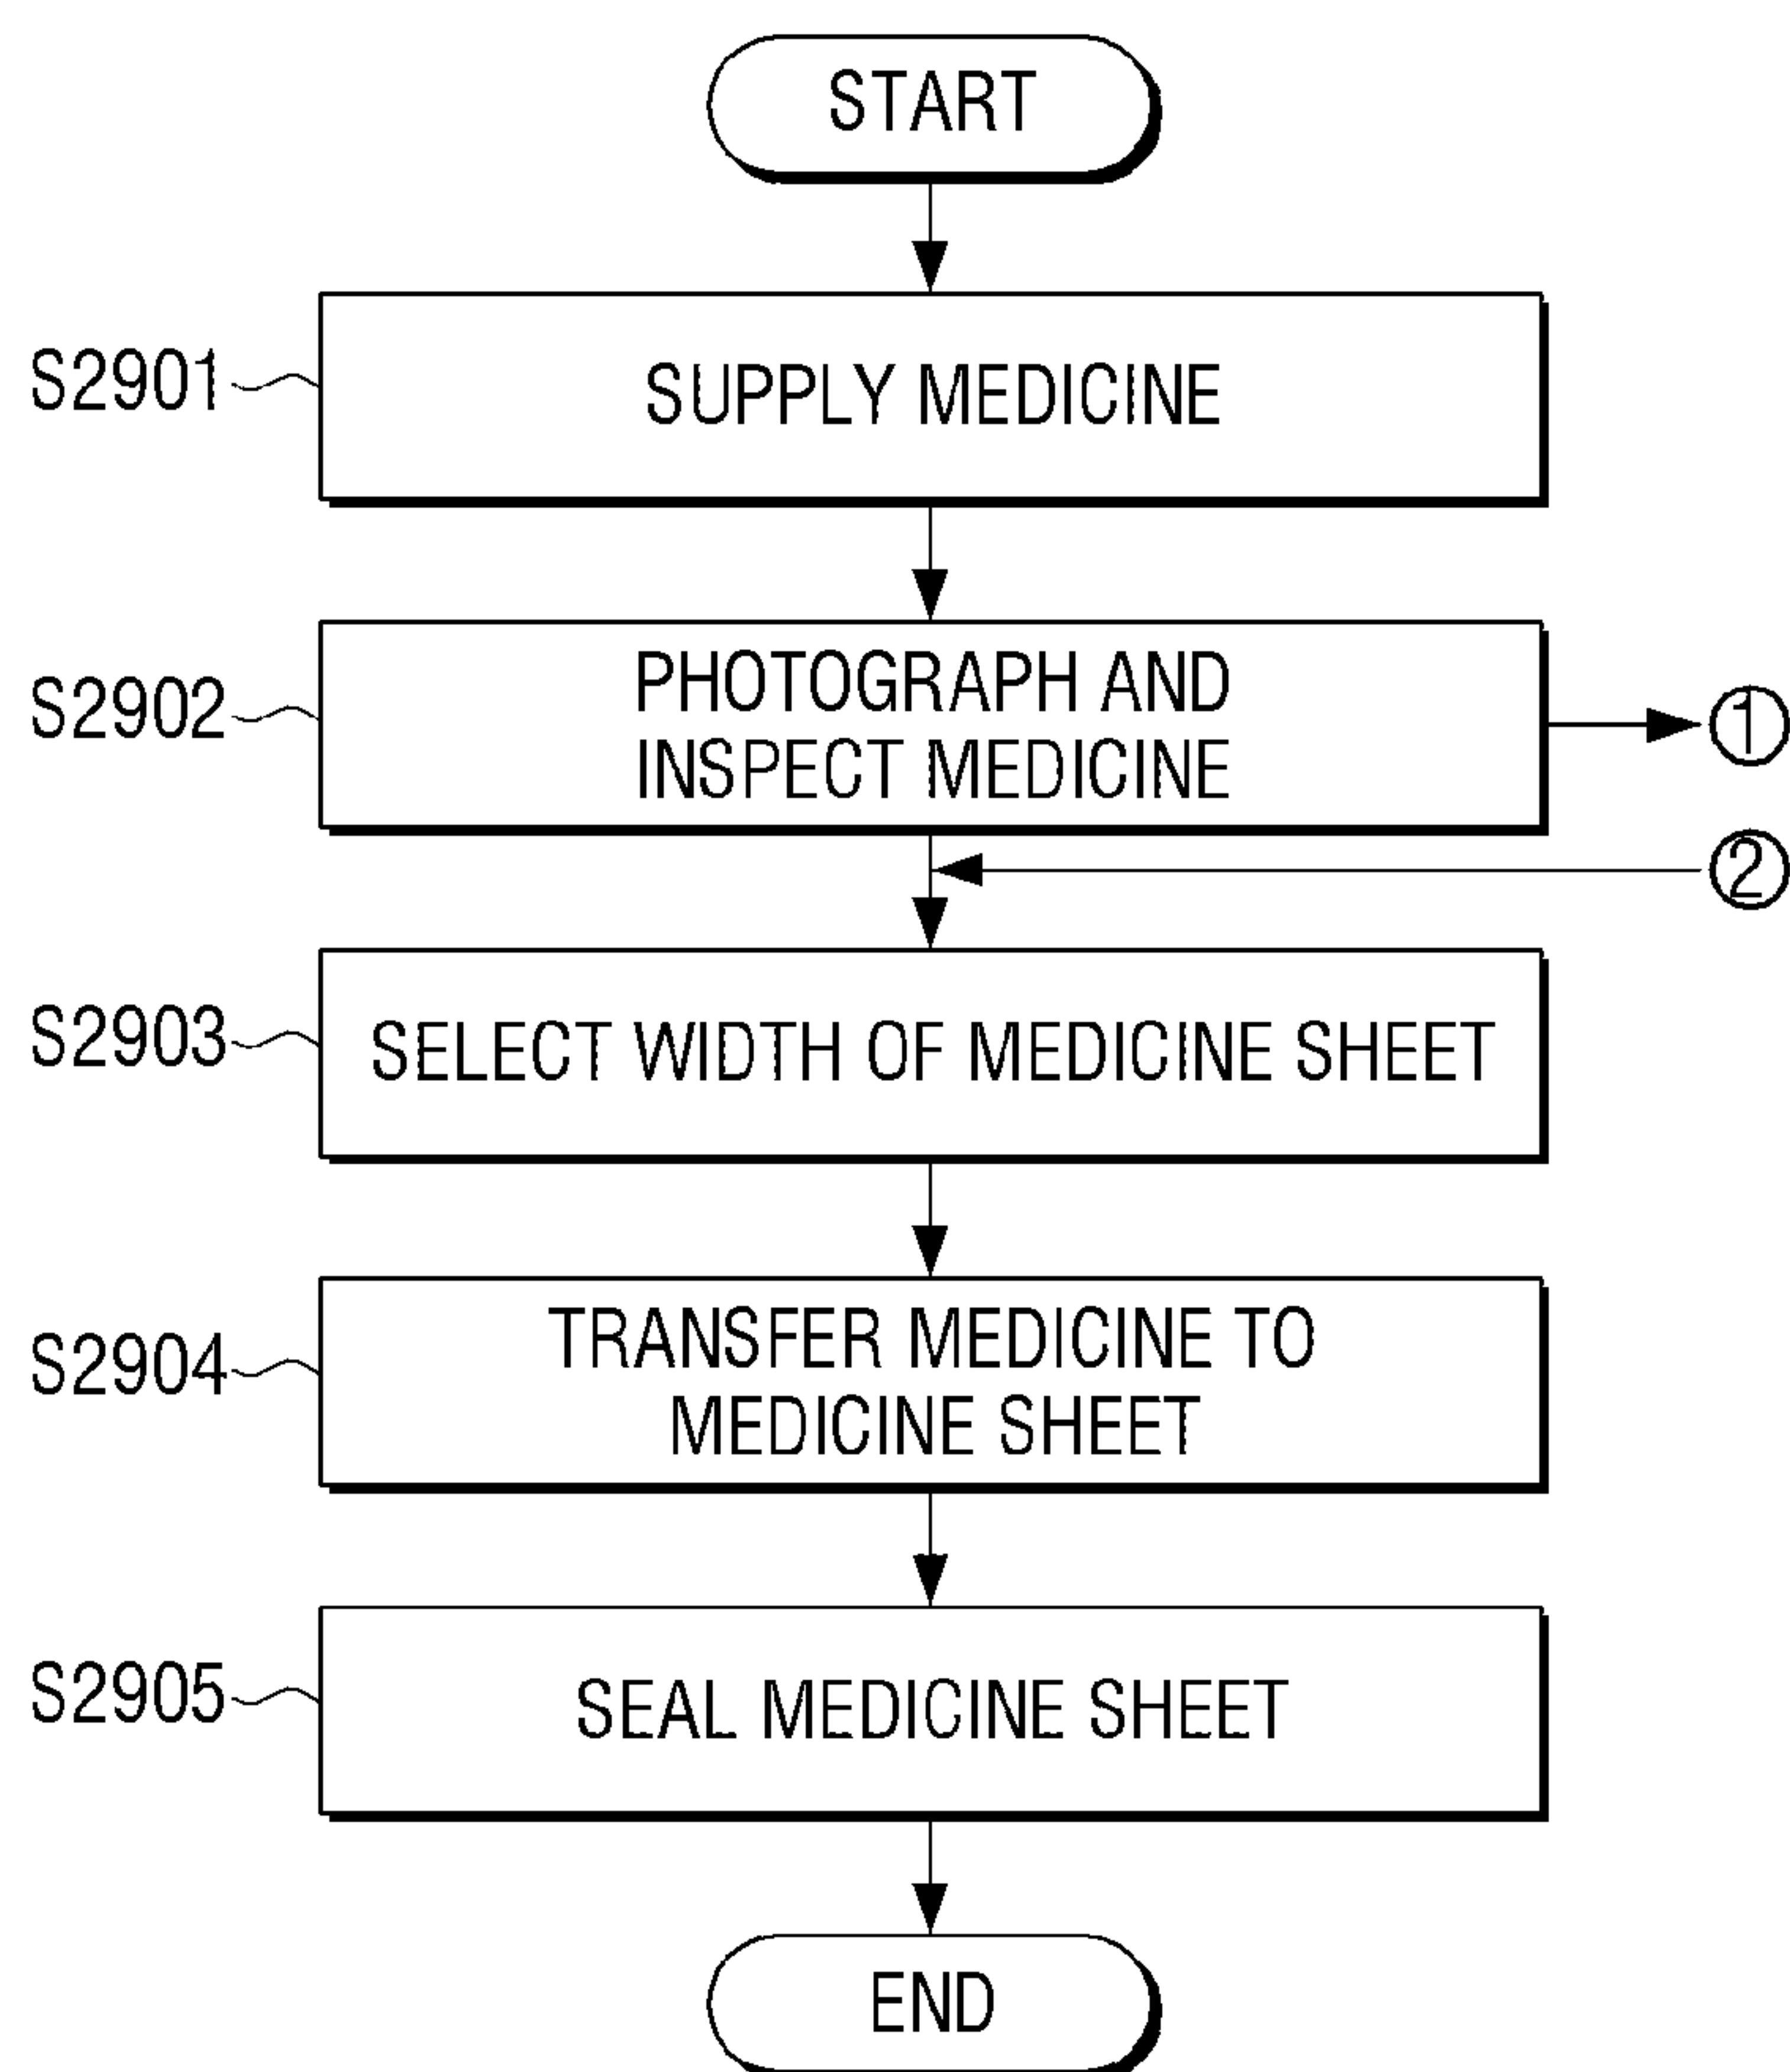 START
S2901
SUPPLY MEDICINE
S2902
PHOTOGRAPH AND
INSPECT MEDICINE
①
②
S2903
SELECT WIDTH OF MEDICINE SHEET
S2904
TRANSFER MEDICINE TO
MEDICINE SHEET
S2905
SEAL MEDICINE SHEET
END